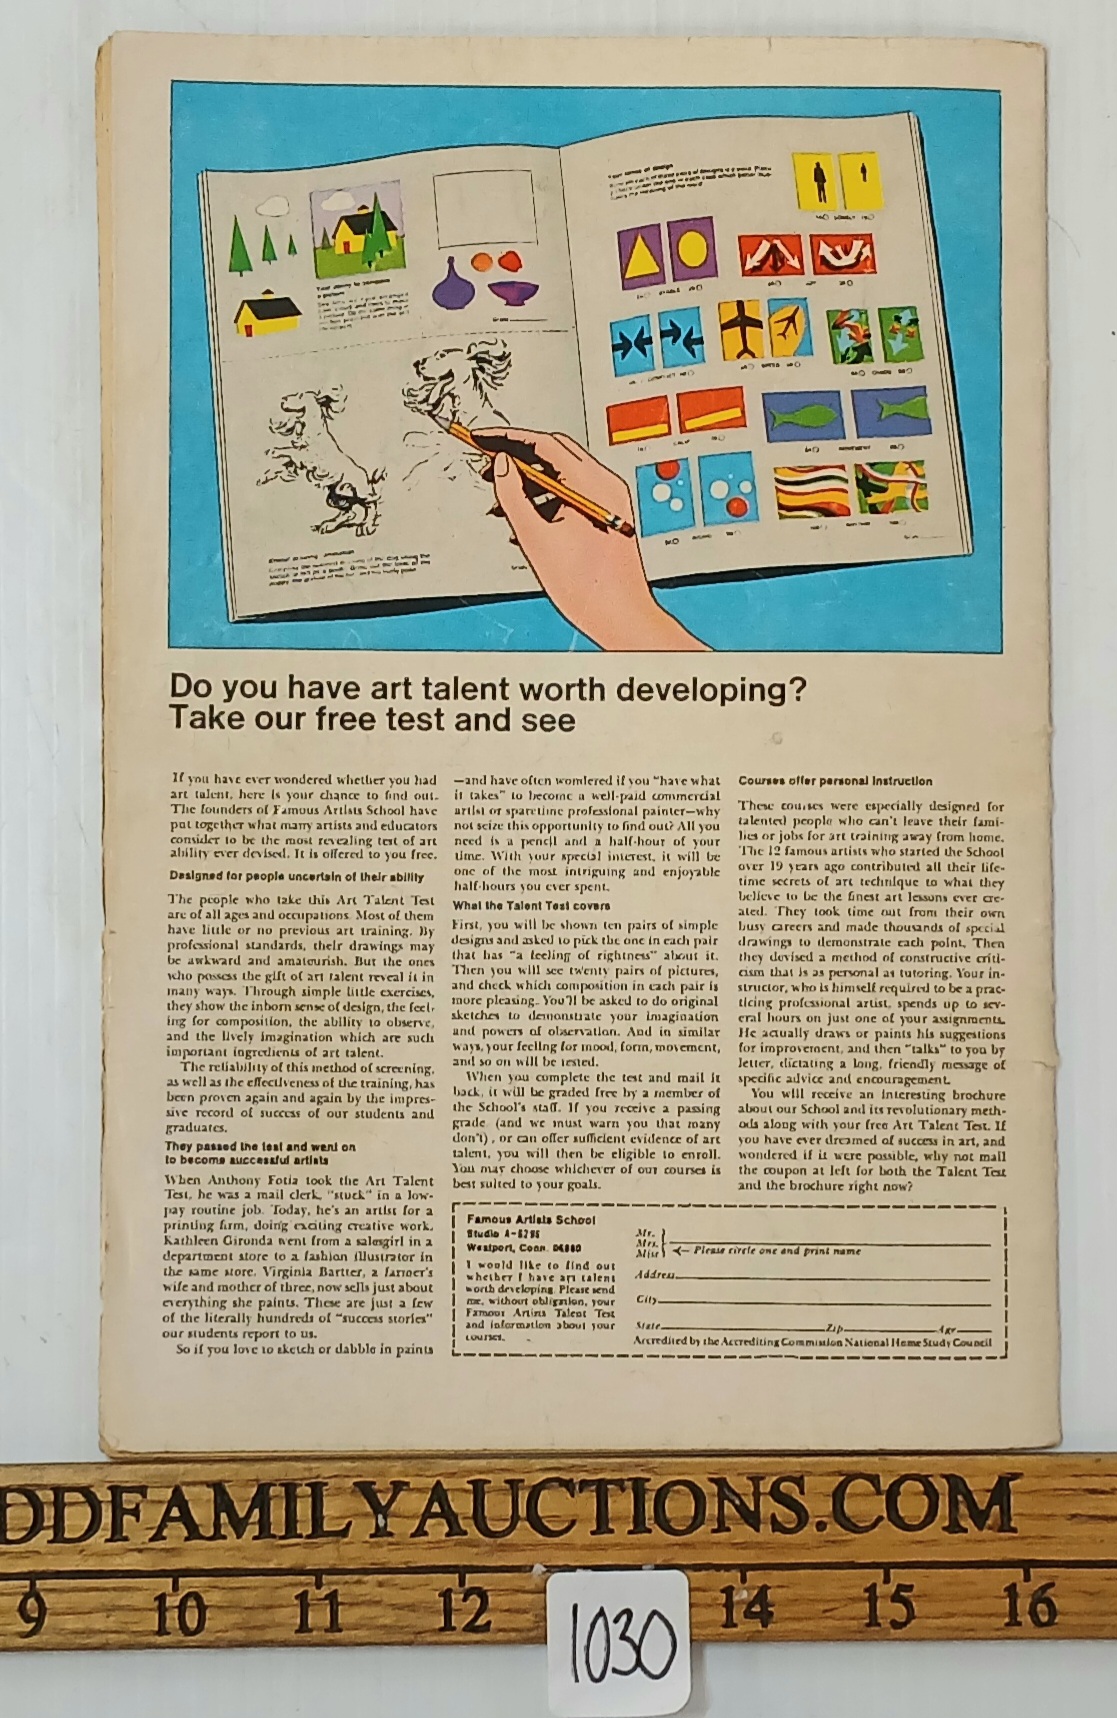 Do you have art talent worth developing?
Take our free test and see
If you have ever wondered whether you had
art talent, here is your chance to find out.
The founders of Famous Artists School have
put together what many artists and educators
consider to be the most revealing test of art
ability ever devised. It is offered to you free.
Designed for people uncertain of their ability
The people who take this Art Talent Test
are of all ages and occupations. Most of them
have little or no previous art training. By
professional standards, their drawings may
be awkward and amateurish. But the ones
who possess the gift of art talent reveal it in
many ways. Through simple little exercises,
they show the inborn sense of design, the feel-
ing for composition, the ability to observe,
and the lively imagination which are such
important ingredients of art talent.
The reliability of this method of screening,
as well as the effectiveness of the training, has
been proven again and again by the impres-
sive record of success of our students and
graduates.
They passed the test and went on
to become successful artists
When Anthony Fotia took the Art Talent
Test, he was a mail clerk, "stuck" in a low-
pay routine job. Today, he's an artist for a
printing firm, doing exciting creative work.
Kathleen Gironda went from a salesgirl in a
department store to a fashion illustrator in
the same store. Virginia Bartter, a farmer's
wife and mother of three, now sells just about
everything she paints. These are just a few
of the literally hundreds of "success stories"
our students report to us.
So if you love to sketch or dabble in paints
—and have often wondered if you "have what
it takes" to become a well-paid commercial
artist or sparetime professional painter—why
not seize this opportunity to find out? All you
need is a pencil and a half-hour of your
time. With your special interest, it will be
one of the most intriguing and enjoyable
half-hours you ever spent.
What the Talent Test covers
First, you will be shown ten pairs of simple
designs and asked to pick the one in each pair
that has "a feeling of rightness" about it.
Then you will see twenty pairs of pictures,
and check which composition in each pair is
more pleasing. You'll be asked to do original
sketches to demonstrate your imagination
and powers of observation. And in similar
ways, your feeling for mood, form, movement,
and so on will be tested.
When you complete the test and mail it
back, it will be graded free by a member of
the School's staff. If you receive a passing
grade (and we must warn you that many
don't), or can offer sufficient evidence of art
talent, you will then be eligible to enroll.
You may choose whichever of our courses is
best suited to your goals.
Courses offer personal instruction
These courses were especially designed for
talented people who can't leave their fami-
lies or jobs for art training away from home.
The 12 famous artists who started the School
over 19 years ago contributed all their life-
time secrets of art technique to what they
believe to be the finest art lessons ever cre-
ated. They took time out from their own
busy careers and made thousands of special
drawings to demonstrate each point. Then
they devised a method of constructive criti-
cism that is as personal as tutoring. Your in-
structor, who is himself required to be a prac-
ticing professional artist, spends up to sev-
eral hours on just one of your assignments.
He actually draws or paints his suggestions
for improvement, and then "talks" to you by
letter, dictating a long, friendly message of
specific advice and encouragement.
You will receive an interesting brochure
about our School and its revolutionary meth-
ods along with your free Art Talent Test. If
you have ever dreamed of success in art, and
wondered if it were possible, why not mail
the coupon at left for both the Talent Test
and the brochure right now?
Famous Artists School
Studio
Westport, Conn.
I would like to find out
whether I have art talent
worth developing. Please send
me, without obligation, your
Famous Artists Talent Test
and information about your
courses.
Mr.
Mrs.
Miss
Please circle one and print name
Address
City
State Zip Age
Accredited by the Accrediting Commission National Home Study Council
DDFAMILYAUCTIONS.COM
9 10 11 12 14 15 16
1030